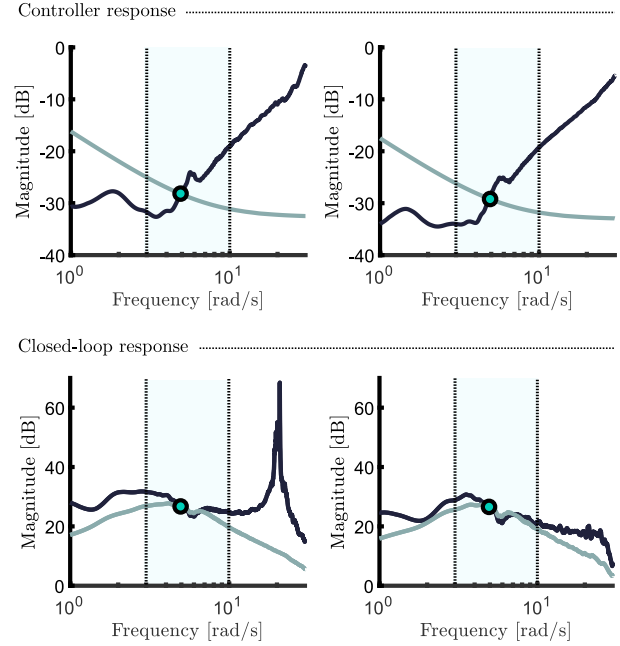 Controller response
0
-10
-20
-30
-40
Magnitude [dB]
10^0
10^1
Frequency [rad/s]
0
-10
-20
-30
-40
Magnitude [dB]
10^0
10^1
Frequency [rad/s]
Closed-loop response
60
40
20
0
Magnitude [dB]
10^0
10^1
Frequency [rad/s]
60
40
20
0
Magnitude [dB]
10^0
10^1
Frequency [rad/s]